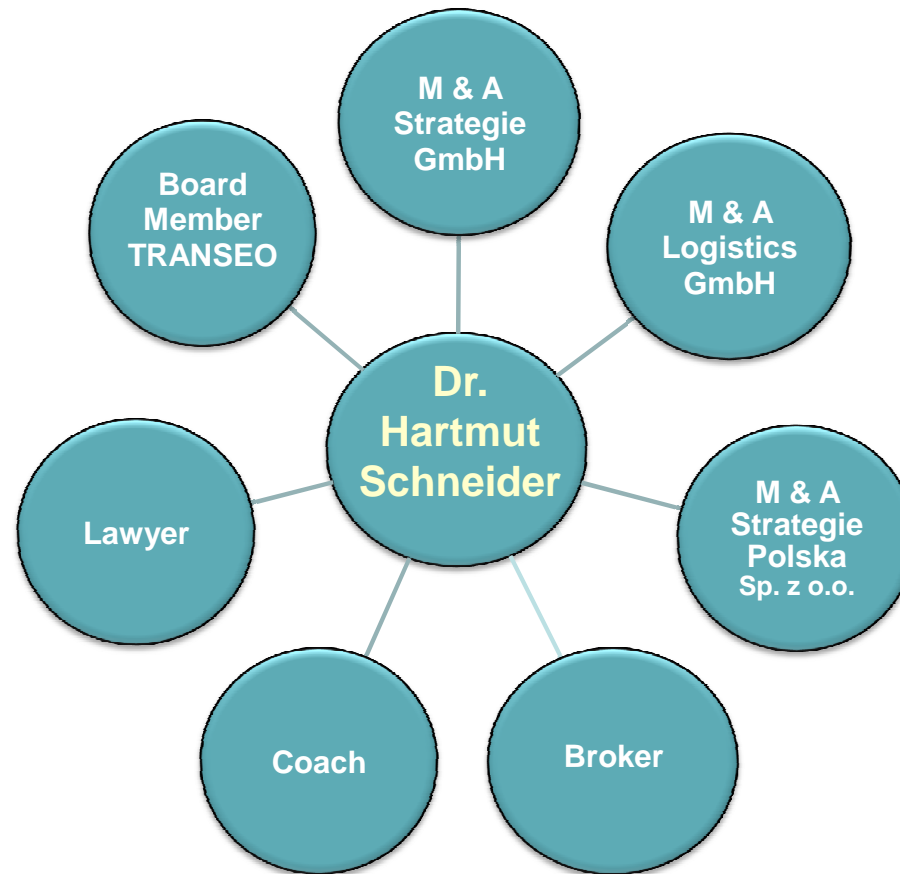 M & A
Strategie
GmbH
Board
Member
TRANSEO
M & A
Logistics
GmbH
Dr.
Hartmut
Schneider
M & A
Strategie
Polska
Sp. z o.o.
Lawyer
Coach
Broker